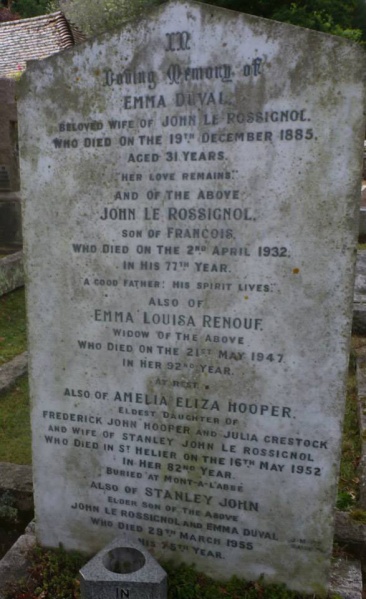 IN
Loving Memory of
EMMA DUVAL.
BELOVED WIFE OF JOHN LE ROSSIGNOL.
WHO DIED ON THE 19TH DECEMBER 1885.
AGED 31 YEARS.
"HER LOVE REMAINS"
AND OF THE ABOVE
JOHN LE ROSSIGNOL.
SON OF FRANCOIS,
WHO DIED ON THE 2ND APRIL 1932.
IN HIS 77TH YEAR.
"A GOOD FATHER: HIS SPIRIT LIVES."
ALSO OF
EMMA LOUISA RENOUF.
WIDOW OF THE ABOVE
WHO DIED ON THE 21ST MAY 1947.
IN HER 92ND YEAR.
AT REST
ALSO OF AMELIA ELIZA HOOPER.
ELDEST DAUGHTER OF
FREDERICK JOHN HOOPER AND JULIA GRESTOCK
AND WIFE OF STANLEY JOHN LE ROSSIGNOL
WHO DIED IN ST HELIER ON THE 16TH MAY 1952
IN HER 82ND YEAR.
BURIED AT MONT-A-L'ABBÉ
ALSO OF STANLEY JOHN
ELDER SON OF THE ABOVE
JOHN LE ROSSIGNOL AND EMMA DUVAL
WHO DIED 29TH MARCH 1955
HIS YEAR.
IN